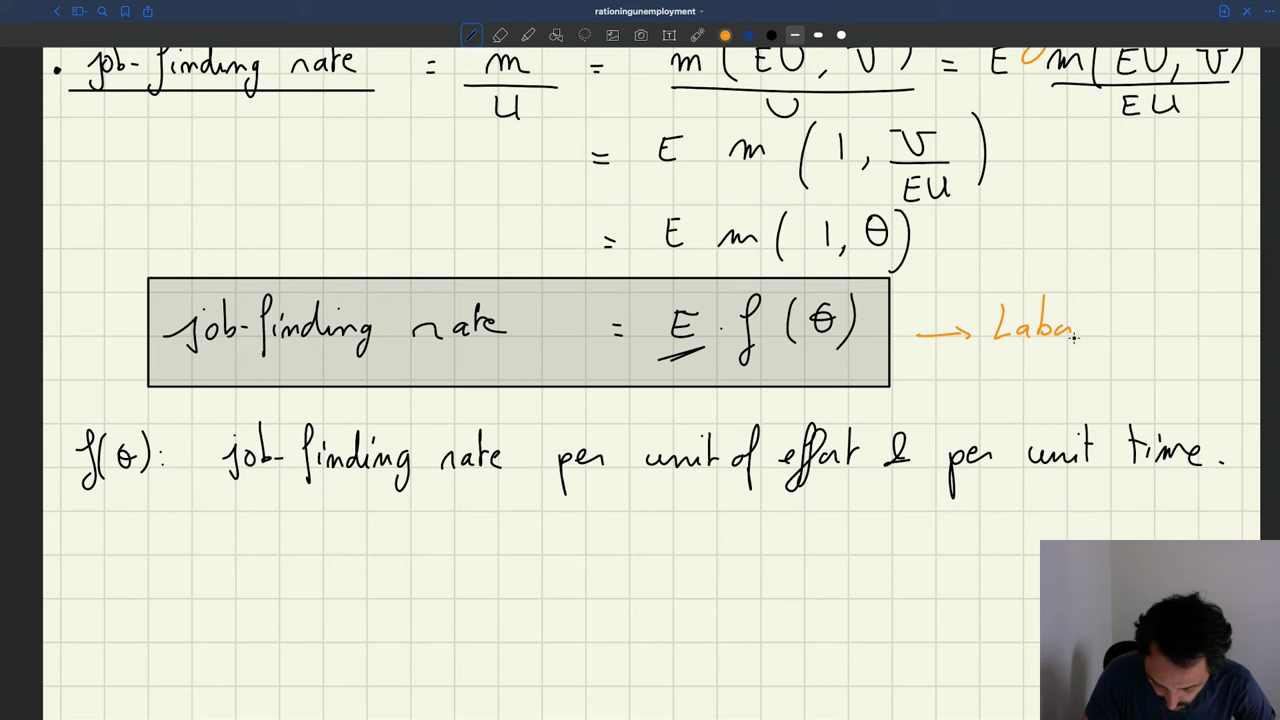 rationingunemployment
• job-finding rate = m / U = m(EU, V) / U = E m(EU, V) / EU
= E m (1, V / EU)
= E m (1, θ)
job-finding rate = E · f(θ) → Labo
f(θ): job-finding rate per unit of effort & per unit time.